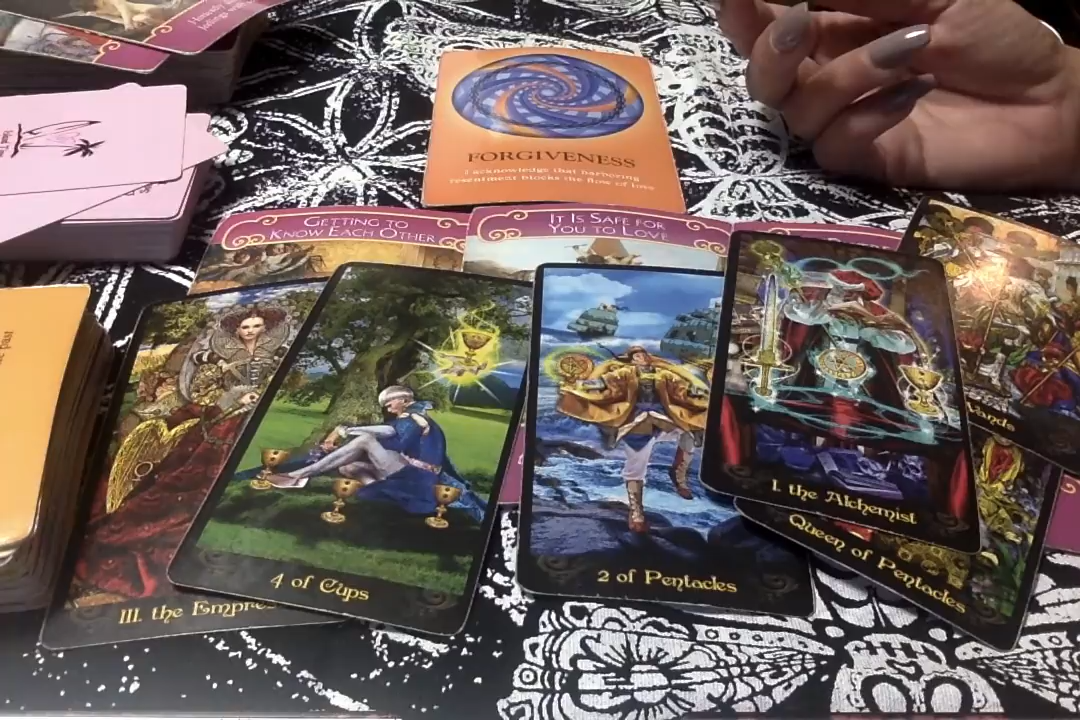 FORGIVENESS
I acknowledge that harboring
resentment blocks the flow of love
GETTING TO
KNOW EACH OTHER
IT IS SAFE FOR
YOU TO LOVE
III. the Empre
4 of Cups
2 of Pentacles
I. the Alchemist
Queen of Pentacles
Wands